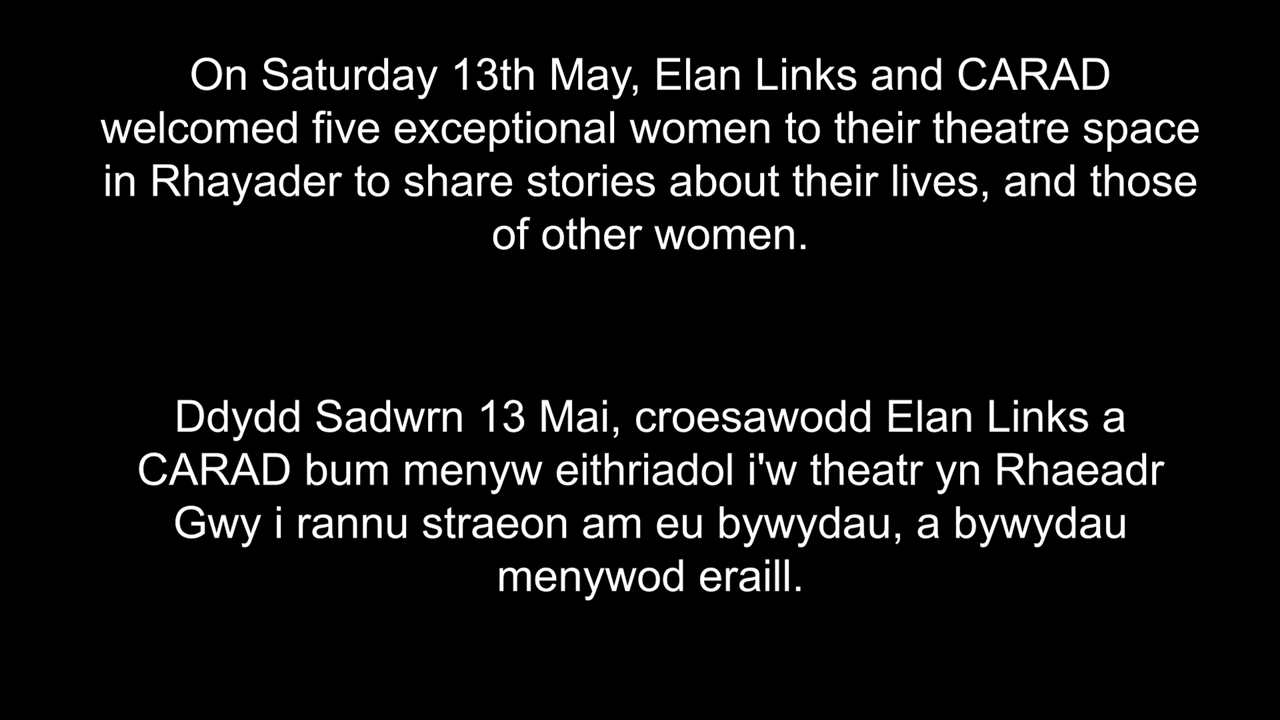 On Saturday 13th May, Elan Links and CARAD
welcomed five exceptional women to their theatre space
in Rhayader to share stories about their lives, and those
of other women.
Ddydd Sadwrn 13 Mai, croesawodd Elan Links a
CARAD bum menyw eithriadol i'w theatr yn Rhaeadr
Gwy i rannu straeon am eu bywydau, a bywydau
menywod eraill.